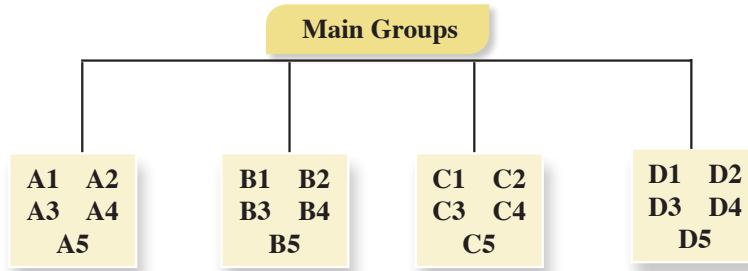 Main Groups
A1 A2
A3 A4
A5
B1 B2
B3 B4
B5
C1 C2
C3 C4
C5
D1 D2
D3 D4
D5